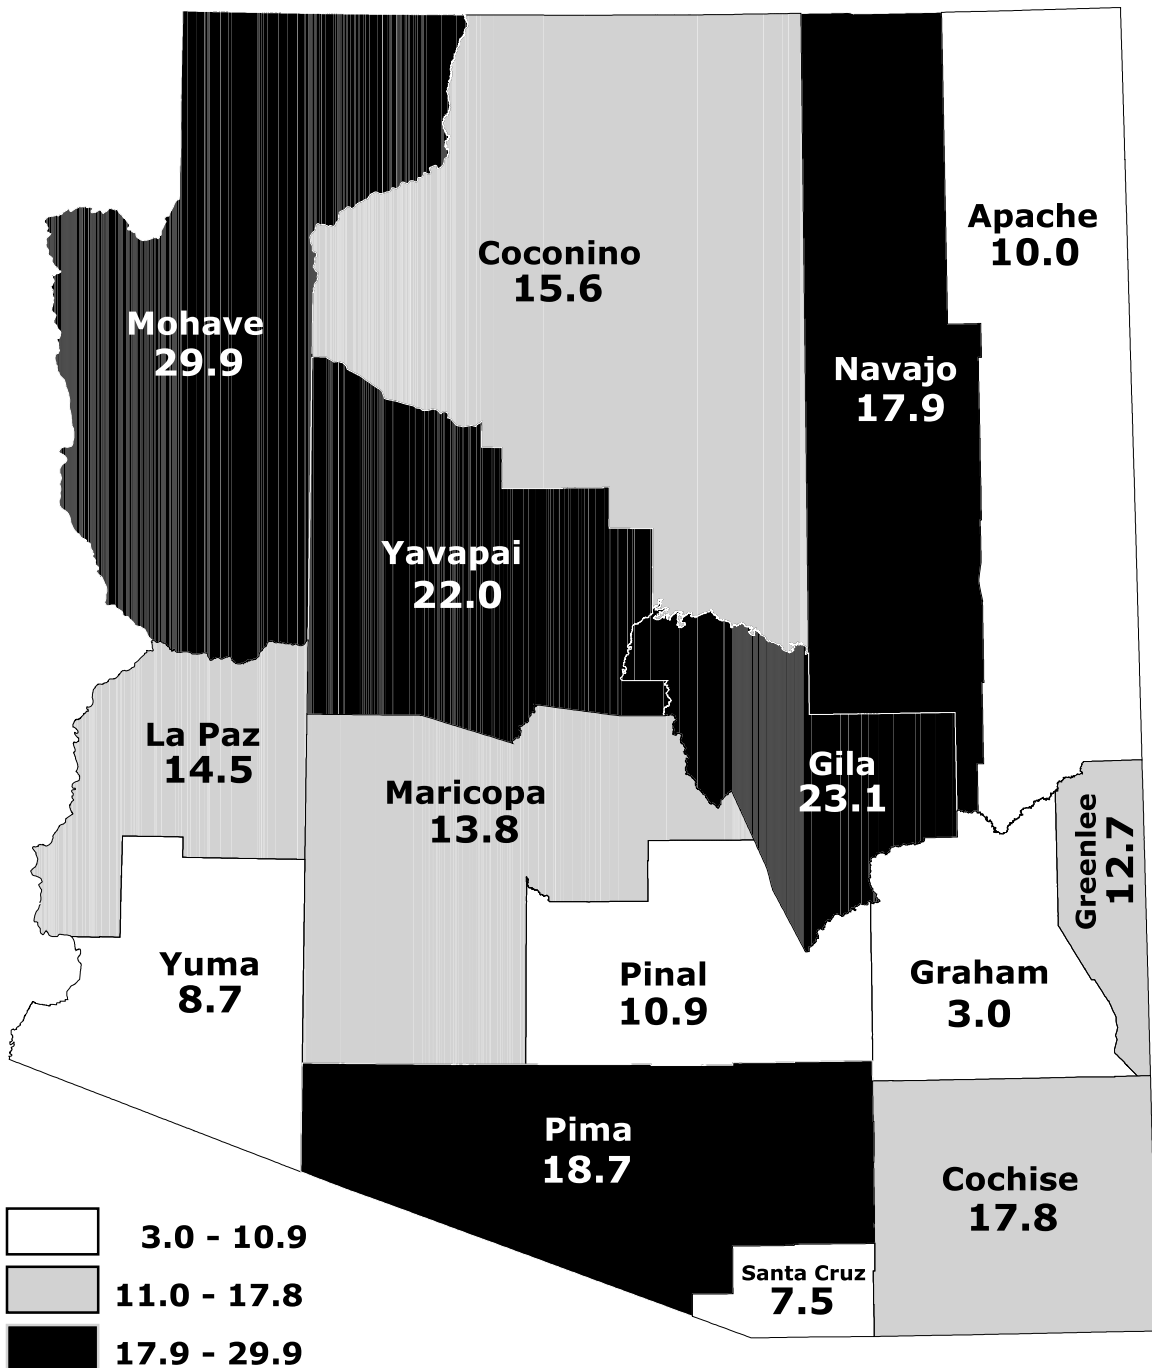 Apache
10.0
Coconino
15.6
Mohave
29.9
Navajo
17.9
Yavapai
22.0
La Paz
14.5
Maricopa
13.8
Gila
23.1
Greenlee
12.7
Yuma
8.7
Pinal
10.9
Graham
3.0
Pima
18.7
Cochise
17.8
Santa Cruz
7.5
3.0 - 10.9
11.0 - 17.8
17.9 - 29.9